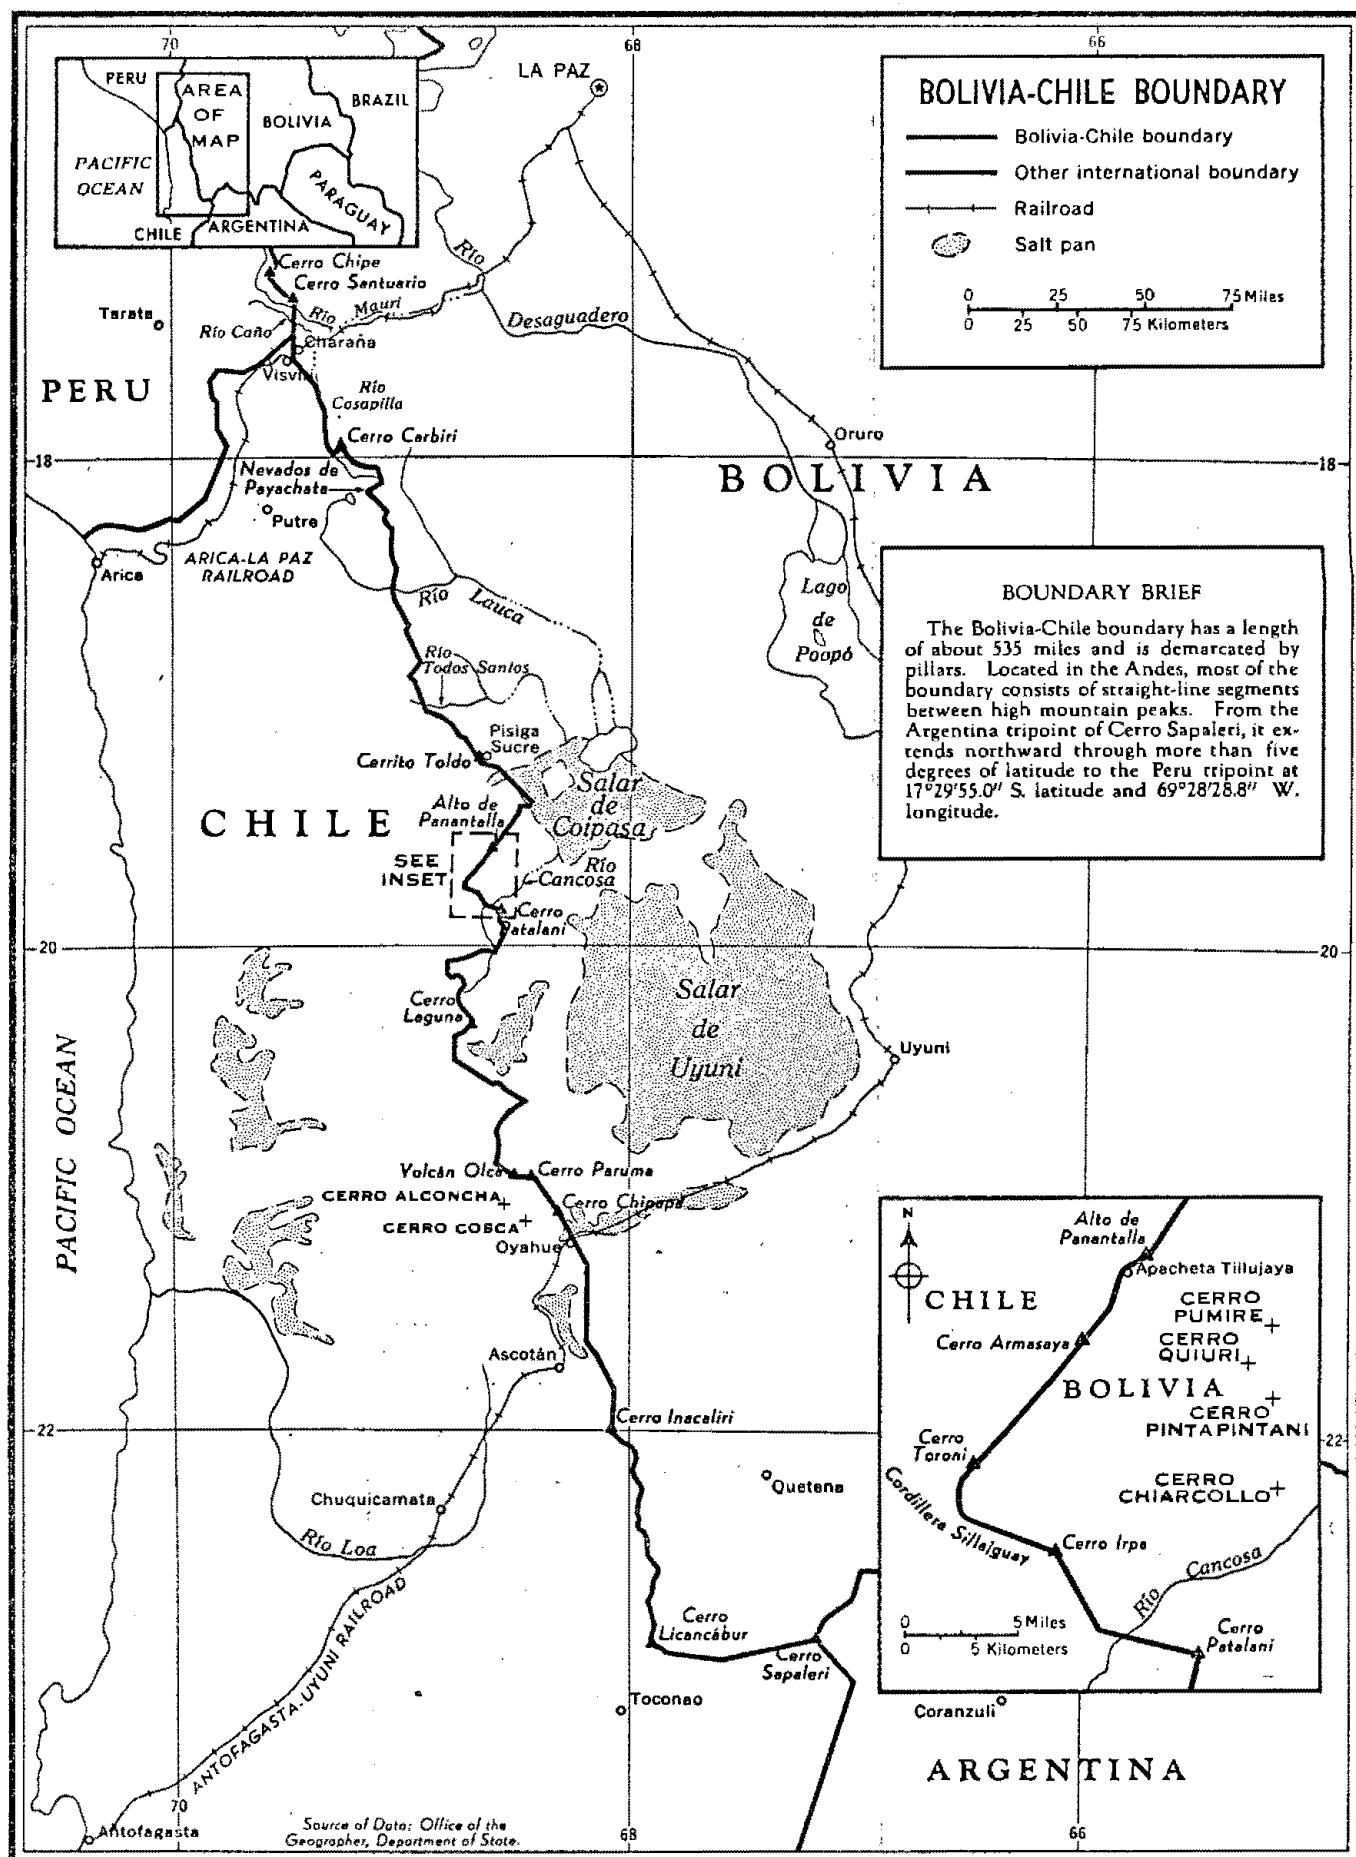 70
68
66
PERU
AREA
OF
MAP
BRAZIL
BOLIVIA
PACIFIC
OCEAN
PARAGUAY
CHILE
ARGENTINA
LA PAZ
BOLIVIA-CHILE BOUNDARY
Bolivia-Chile boundary
Other international boundary
Railroad
Salt pan
0 25 50 75 Miles
0 25 50 75 Kilometers
Cerro Chipe
Cerro Santuario
Río
Mauri
Río
Desaguadero
Tarata
Río Caño
Charaña
Visviri
PERU
Río
Cosapilla
Cerro Carbiri
Oruro
18
18
Nevados de
Payachata
BOLIVIA
Putre
Arica
ARICA-LA PAZ
RAILROAD
Río Lauca
Lago
de
Poopó
BOUNDARY BRIEF
The Bolivia-Chile boundary has a length
of about 535 miles and is demarcated by
pillars. Located in the Andes, most of the
boundary consists of straight-line segments
between high mountain peaks. From the
Argentina tripoint of Cerro Sapaleri, it ex-
tends northward through more than five
degrees of latitude to the Peru tripoint at
17°29'55.0" S. latitude and 69°28'28.8" W.
longitude.
Río
Todos Santos
Pisiga
Sucre
Cerrito Toldo
Salar
de
Coipasa
CHILE
Alto de
Panantalla
SEE
INSET
Río
Cancosa
Cerro
Patalani
20
20
Cerro
Laguna
Salar
de
Uyuni
Uyuni
PACIFIC OCEAN
Volcán Olca
Cerro Paruma
CERRO ALCONCHA
Cerro Chipapa
CERRO COSCA
Oyahue
Ascotán
Cerro Inacaliri
22
22
Quetena
Chuquicamata
Río Loa
ANTOFAGASTA-UYUNI RAILROAD
Cerro
Licancábur
Cerro
Sapaleri
Toconao
N
Alto de
Panantalla
Apacheta Tillujaya
CHILE
CERRO
PUMIRE
Cerro Armasaya
CERRO
QUIURI
BOLIVIA
CERRO
PINTAPINTANI
Cerro
Toroni
CERRO
CHIARCOLLO
Cordillera Sillalguay
Cerro Irpa
Río Cancosa
0 5 Miles
0 5 Kilometers
Cerro
Patalani
Coranzuli
ARGENTINA
Antofagasta
70
68
66
Source of Data: Office of the
Geographer, Department of State.